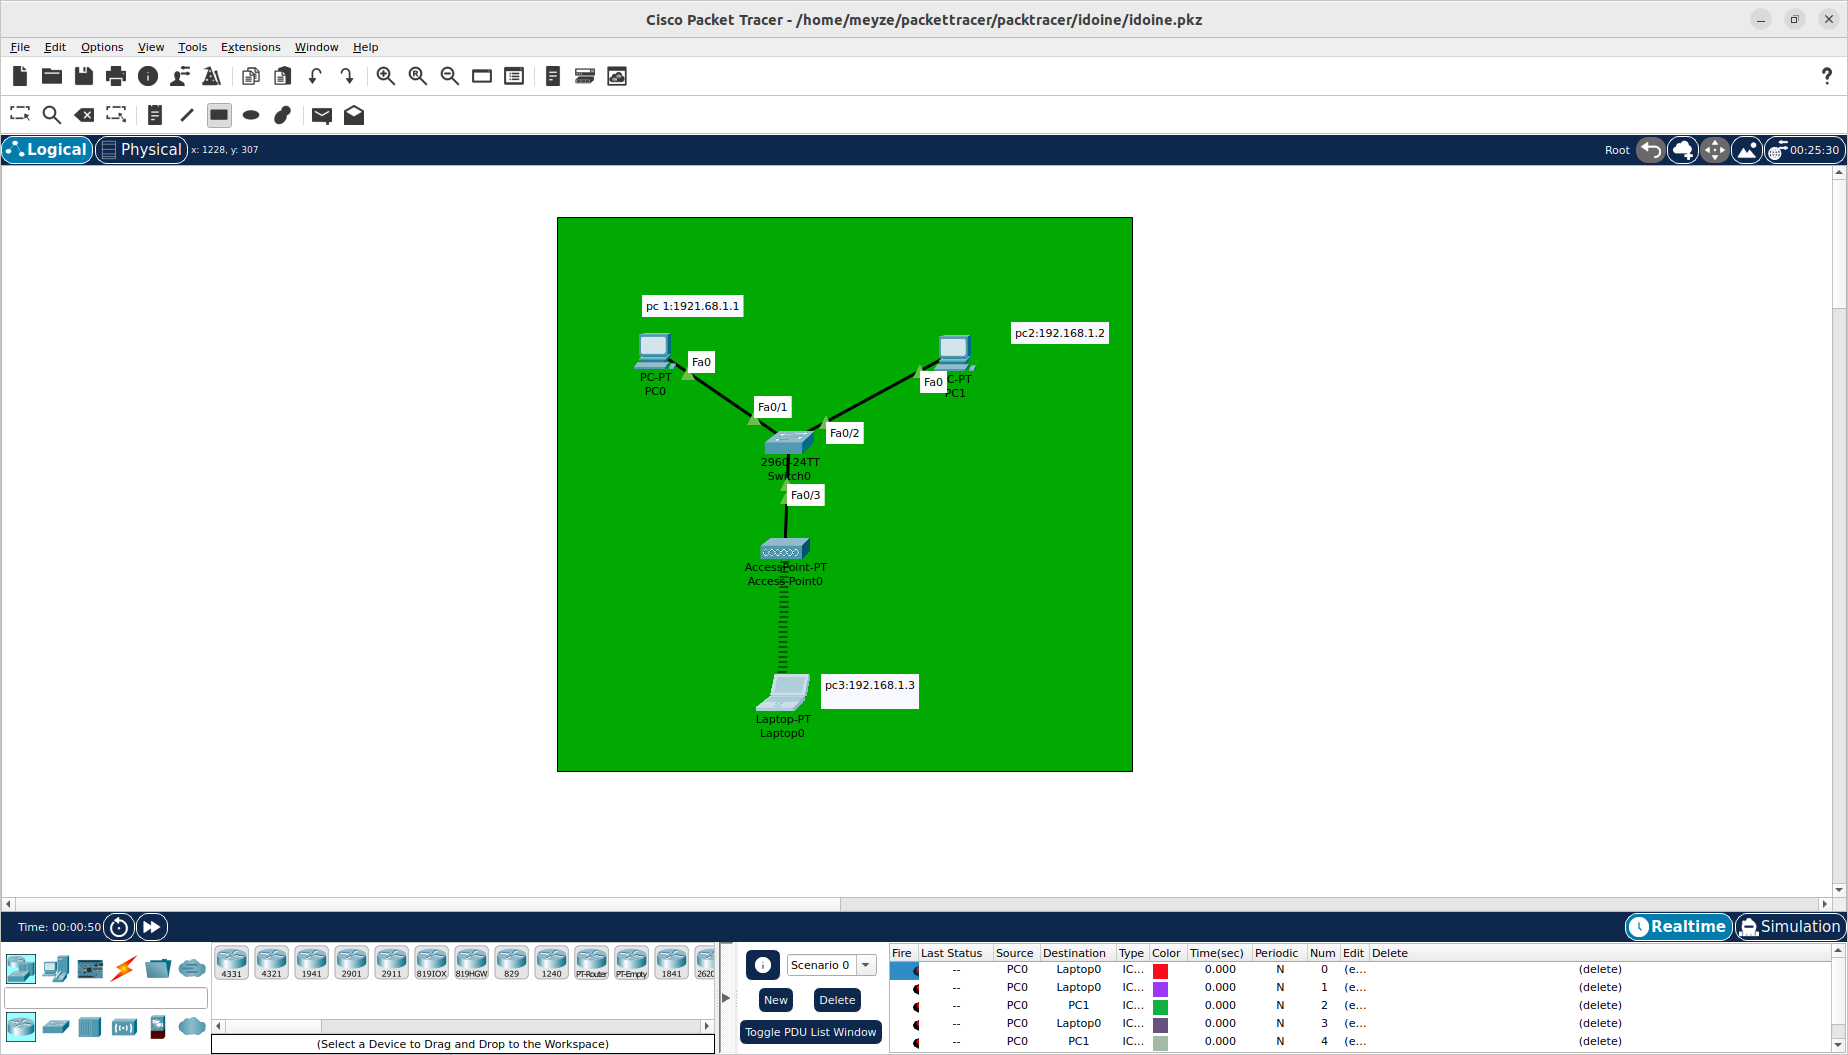 Cisco Packet Tracer - /home/meyze/packettracer/packtracer/idoine/idoine.pkz
File Edit Options View Tools Extensions Window Help
?
Logical Physical x: 1228, y: 307 Root 00:25:30
pc 1:1921.68.1.1
pc2:192.168.1.2
Fa0
PC-PT
PC0
Fa0
C-PT
PC1
Fa0/1
Fa0/2
2960-24TT
Switch0
Fa0/3
AccessPoint-PT
Access Point0
pc3:192.168.1.3
Laptop-PT
Laptop0
Time: 00:00:50 Realtime Simulation
4331 4321 1941 2901 2911 819IOX 819HGW 829 1240 PT-Router PT-Empty 1841 2620
(Select a Device to Drag and Drop to the Workspace)
Scenario 0
New Delete
Toggle PDU List Window
Fire Last Status Source Destination Type Color Time(sec) Periodic Num Edit Delete
-- PC0 Laptop0 IC... 0.000 N 0 (e... (delete)
-- PC0 Laptop0 IC... 0.000 N 1 (e... (delete)
-- PC0 PC1 IC... 0.000 N 2 (e... (delete)
-- PC0 Laptop0 IC... 0.000 N 3 (e... (delete)
-- PC0 PC1 IC... 0.000 N 4 (e... (delete)